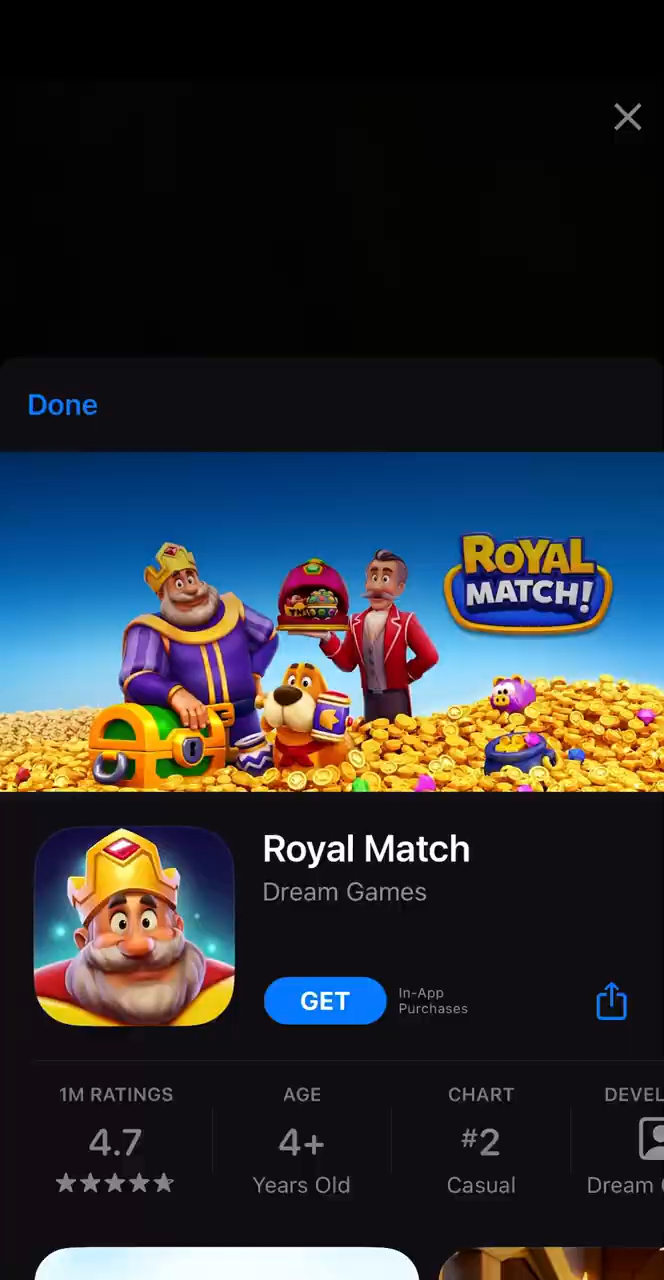 Done
ROYAL
MATCH!
Royal Match
Dream Games
GET
In-App
Purchases
1M RATINGS
4.7
★★★★★
AGE
4+
Years Old
CHART
#2
Casual
DEVEL
Dream